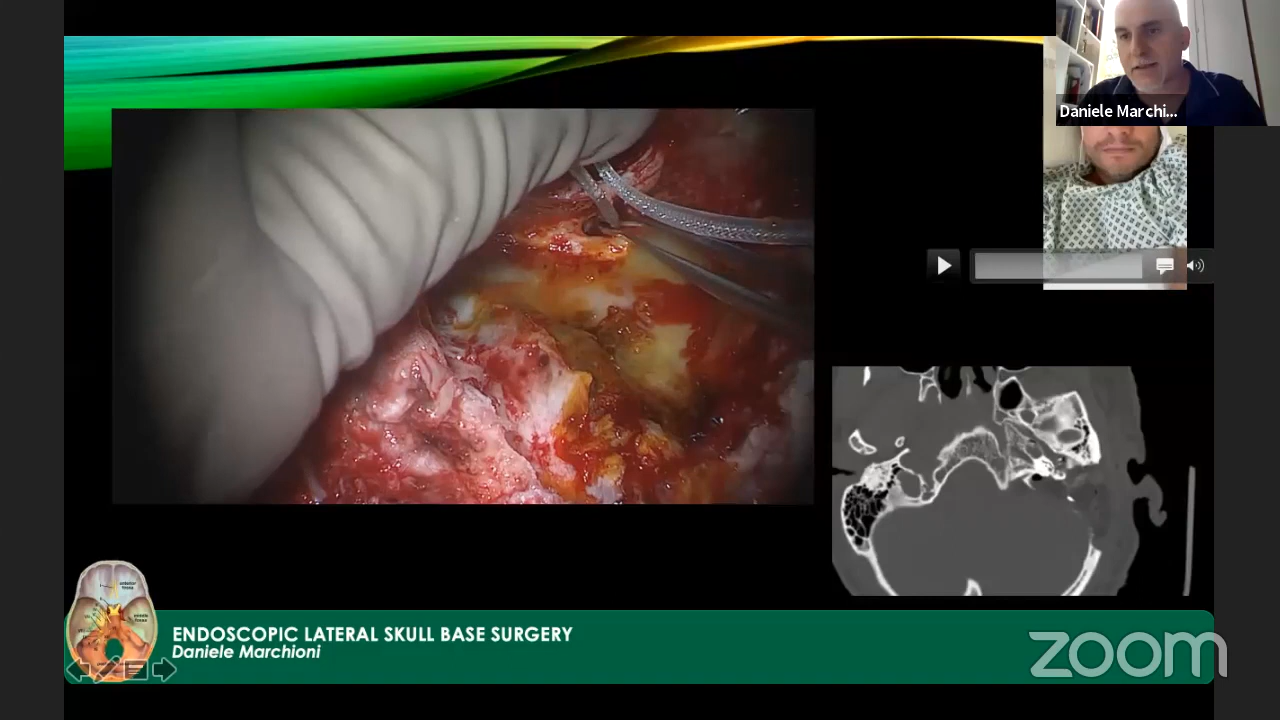 Daniele Marchi...
ENDOSCOPIC LATERAL SKULL BASE SURGERY
Daniele Marchioni
zoom